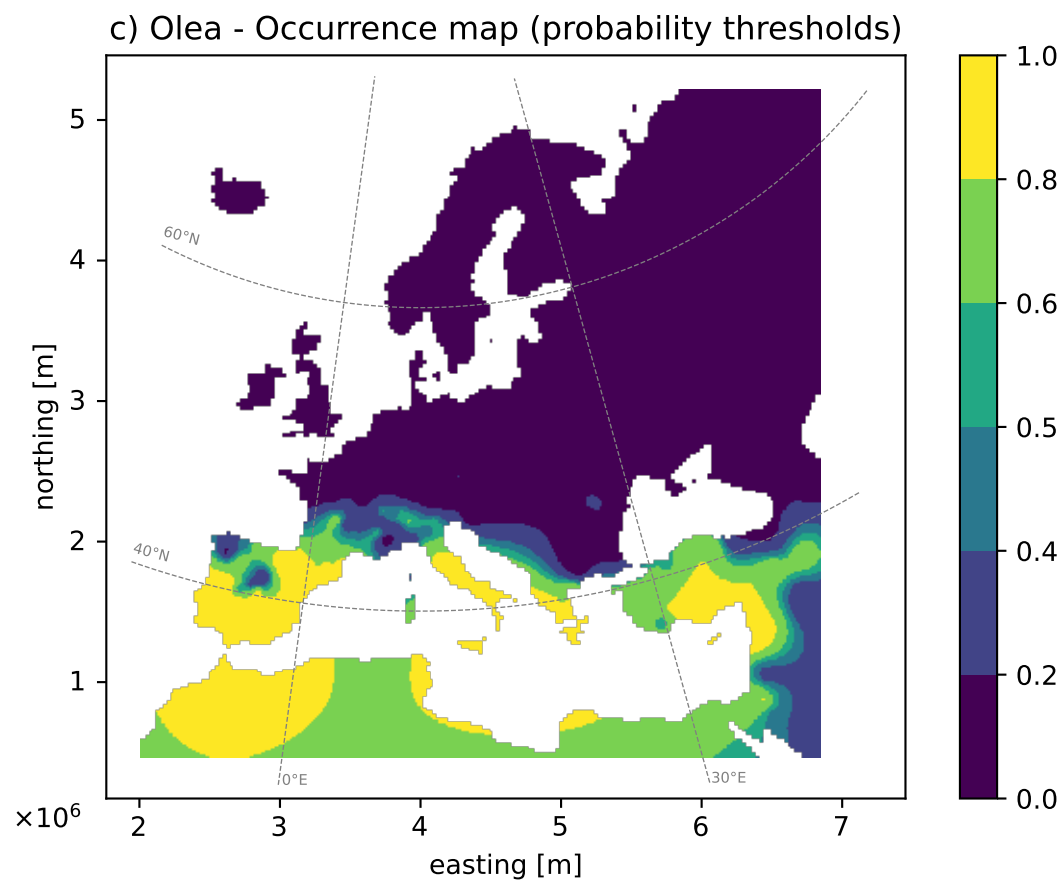 c) Olea - Occurrence map (probability thresholds)
northing [m]
5
4
3
2
1
×10⁶
60°N
40°N
0°E
30°E
2 3 4 5 6 7
easting [m]
1.0
0.8
0.6
0.5
0.4
0.2
0.0